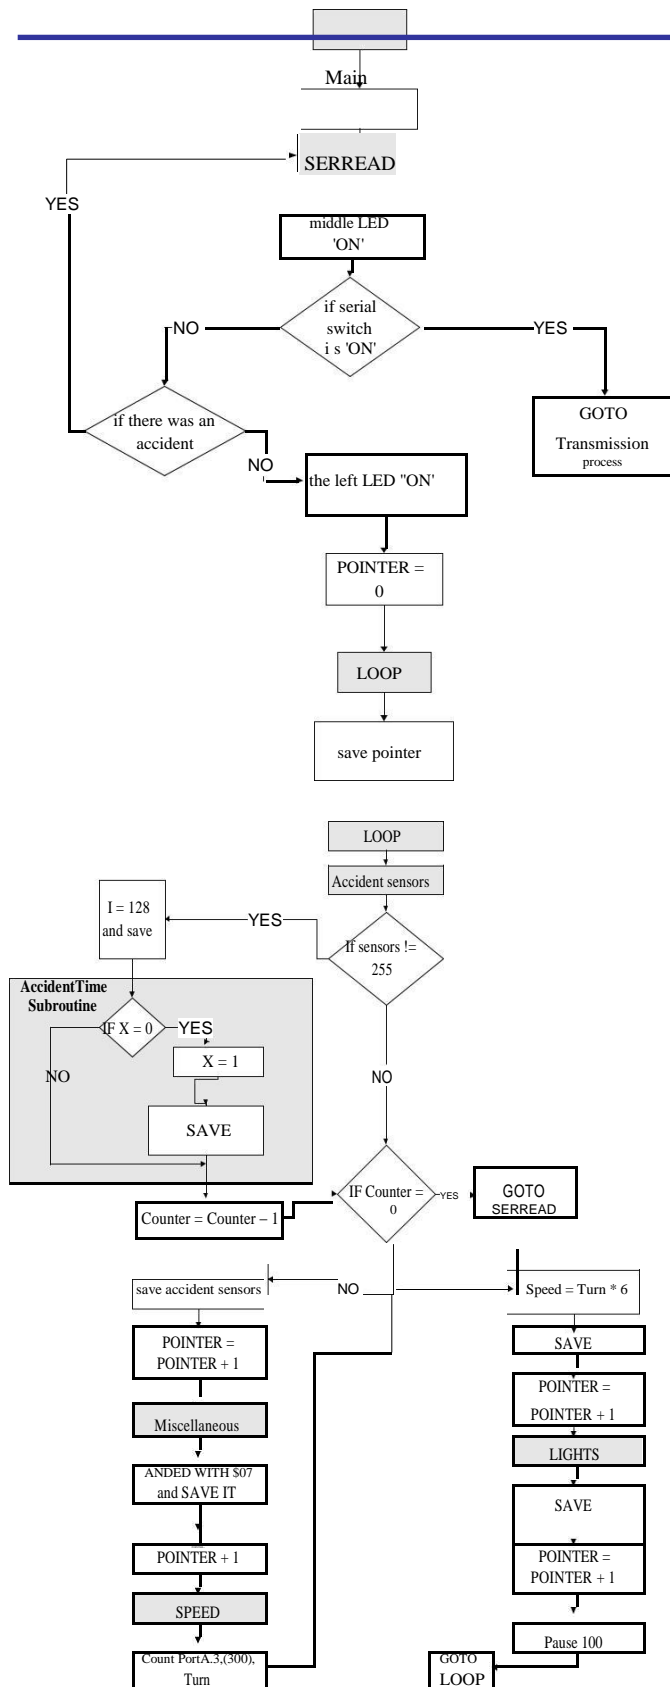 Main
SERREAD
YES
middle LED
'ON'
if serial
switch
i s 'ON'
NO
YES
if there was an
accident
GOTO
Transmission
process
NO
the left LED "ON'
POINTER =
0
LOOP
save pointer
LOOP
Accident sensors
I = 128
and save
YES
If sensors !=
255
AccidentTime
Subroutine
IF X = 0
YES
X = 1
NO
NO
SAVE
IF Counter =
0
YES
GOTO
SERREAD
Counter = Counter – 1
save accident sensors
NO
Speed = Turn * 6
POINTER =
POINTER + 1
SAVE
POINTER =
POINTER + 1
Miscellaneous
LIGHTS
ANDED WITH $07
and SAVE IT
SAVE
POINTER + 1
POINTER =
POINTER + 1
SPEED
Pause 100
Count PortA.3,(300),
Turn
GOTO
LOOP